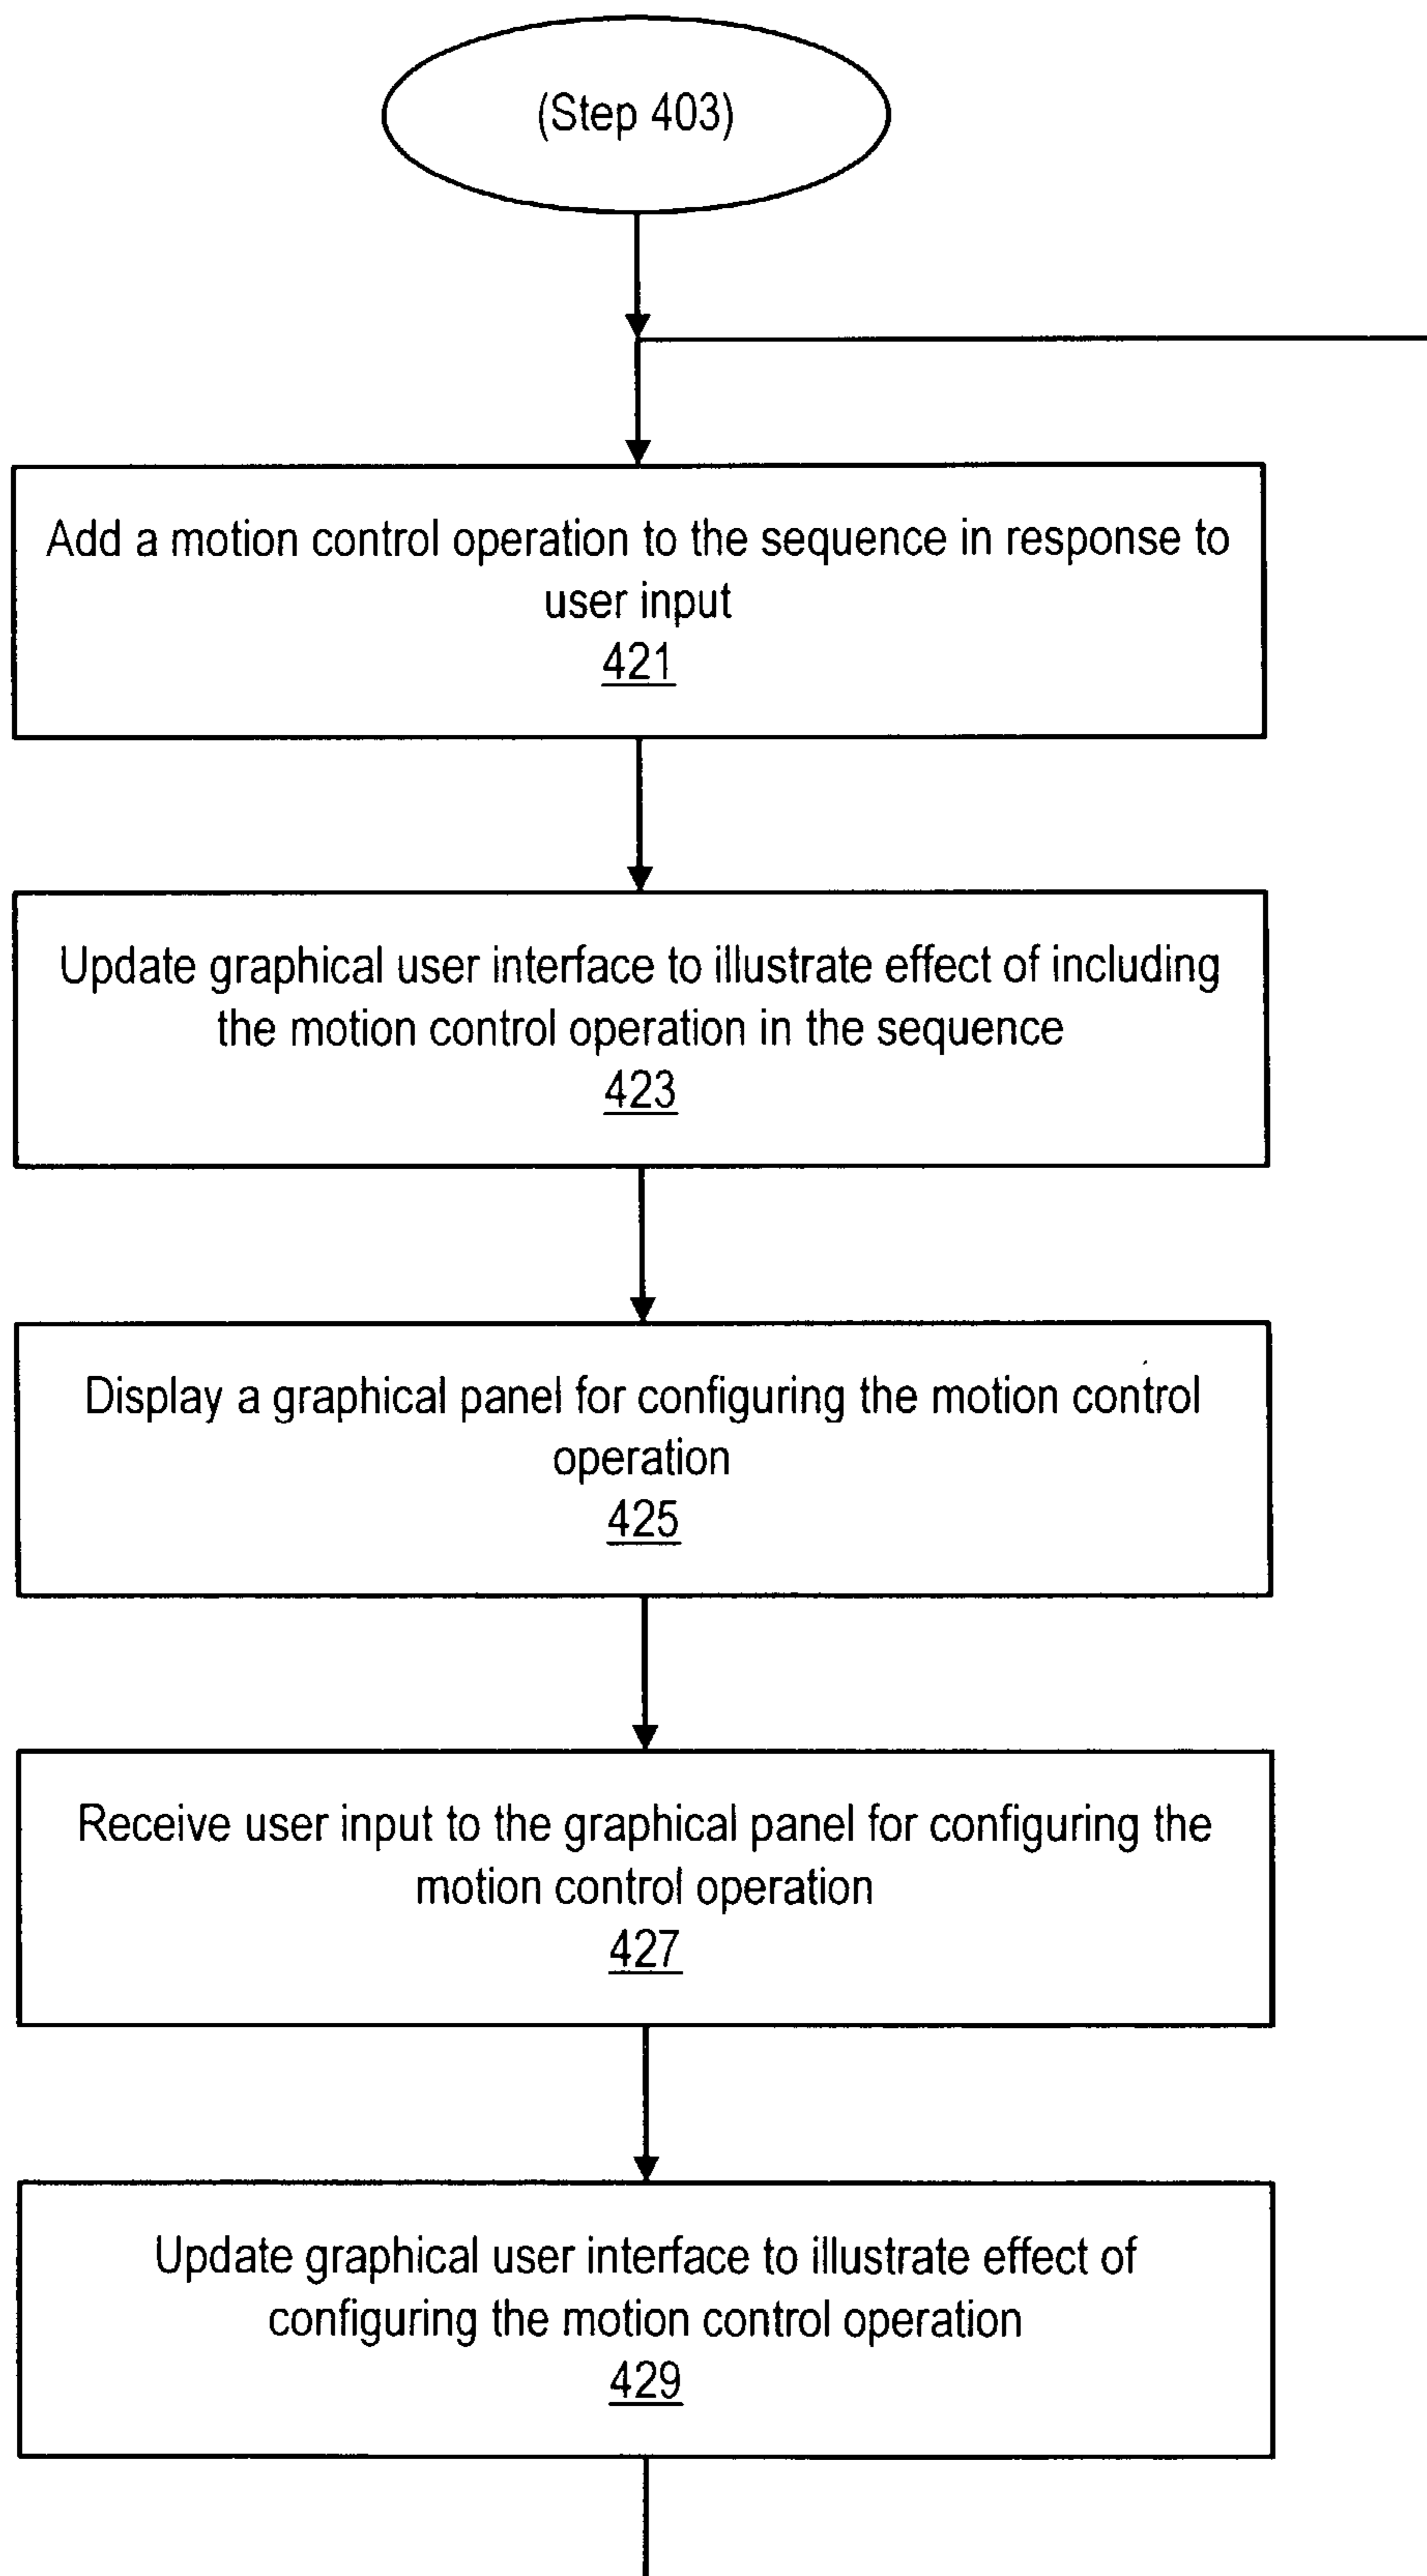 (Step 403)
Add a motion control operation to the sequence in response to
user input
421
Update graphical user interface to illustrate effect of including
the motion control operation in the sequence
423
Display a graphical panel for configuring the motion control
operation
425
Receive user input to the graphical panel for configuring the
motion control operation
427
Update graphical user interface to illustrate effect of
configuring the motion control operation
429